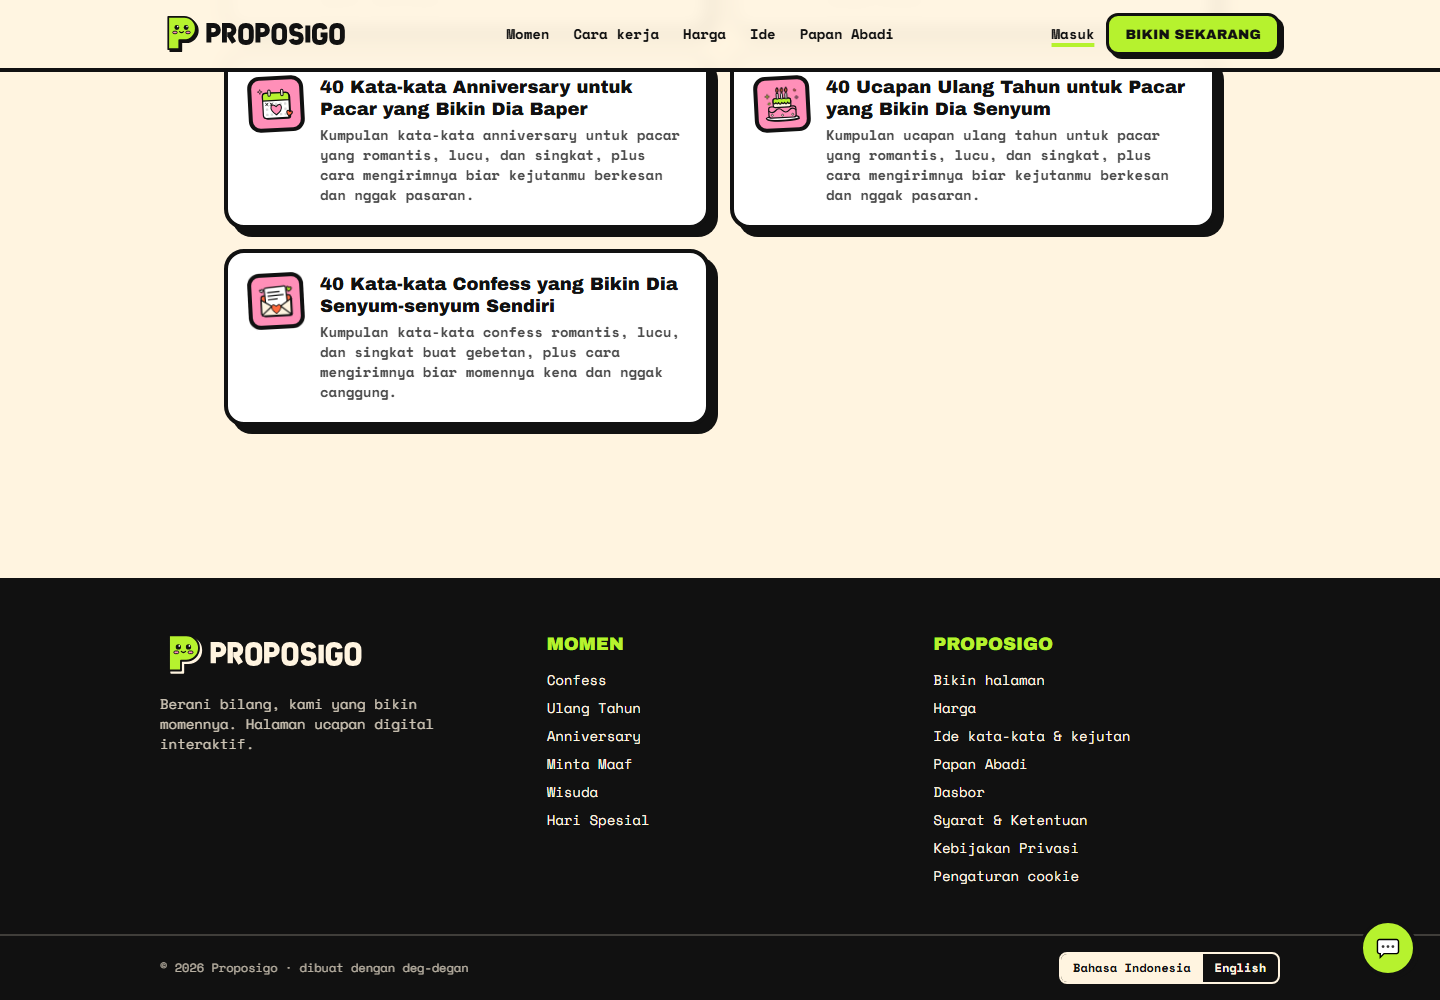 PROPOSIGO
Momen
Cara kerja
Harga
Ide
Papan Abadi
Masuk
BIKIN SEKARANG
40 Kata-kata Anniversary untuk
Pacar yang Bikin Dia Baper
Kumpulan kata-kata anniversary untuk pacar
yang romantis, lucu, dan singkat, plus
cara mengirimnya biar kejutanmu berkesan
dan nggak pasaran.
40 Ucapan Ulang Tahun untuk Pacar
yang Bikin Dia Senyum
Kumpulan ucapan ulang tahun untuk pacar
yang romantis, lucu, dan singkat, plus
cara mengirimnya biar kejutanmu berkesan
dan nggak pasaran.
40 Kata-kata Confess yang Bikin Dia
Senyum-senyum Sendiri
Kumpulan kata-kata confess romantis, lucu,
dan singkat buat gebetan, plus cara
mengirimnya biar momennya kena dan nggak
canggung.
PROPOSIGO
Berani bilang, kami yang bikin
momennya. Halaman ucapan digital
interaktif.
MOMEN
Confess
Ulang Tahun
Anniversary
Minta Maaf
Wisuda
Hari Spesial
PROPOSIGO
Bikin halaman
Harga
Ide kata-kata & kejutan
Papan Abadi
Dasbor
Syarat & Ketentuan
Kebijakan Privasi
Pengaturan cookie
© 2026 Proposigo · dibuat dengan deg-degan
Bahasa Indonesia
English